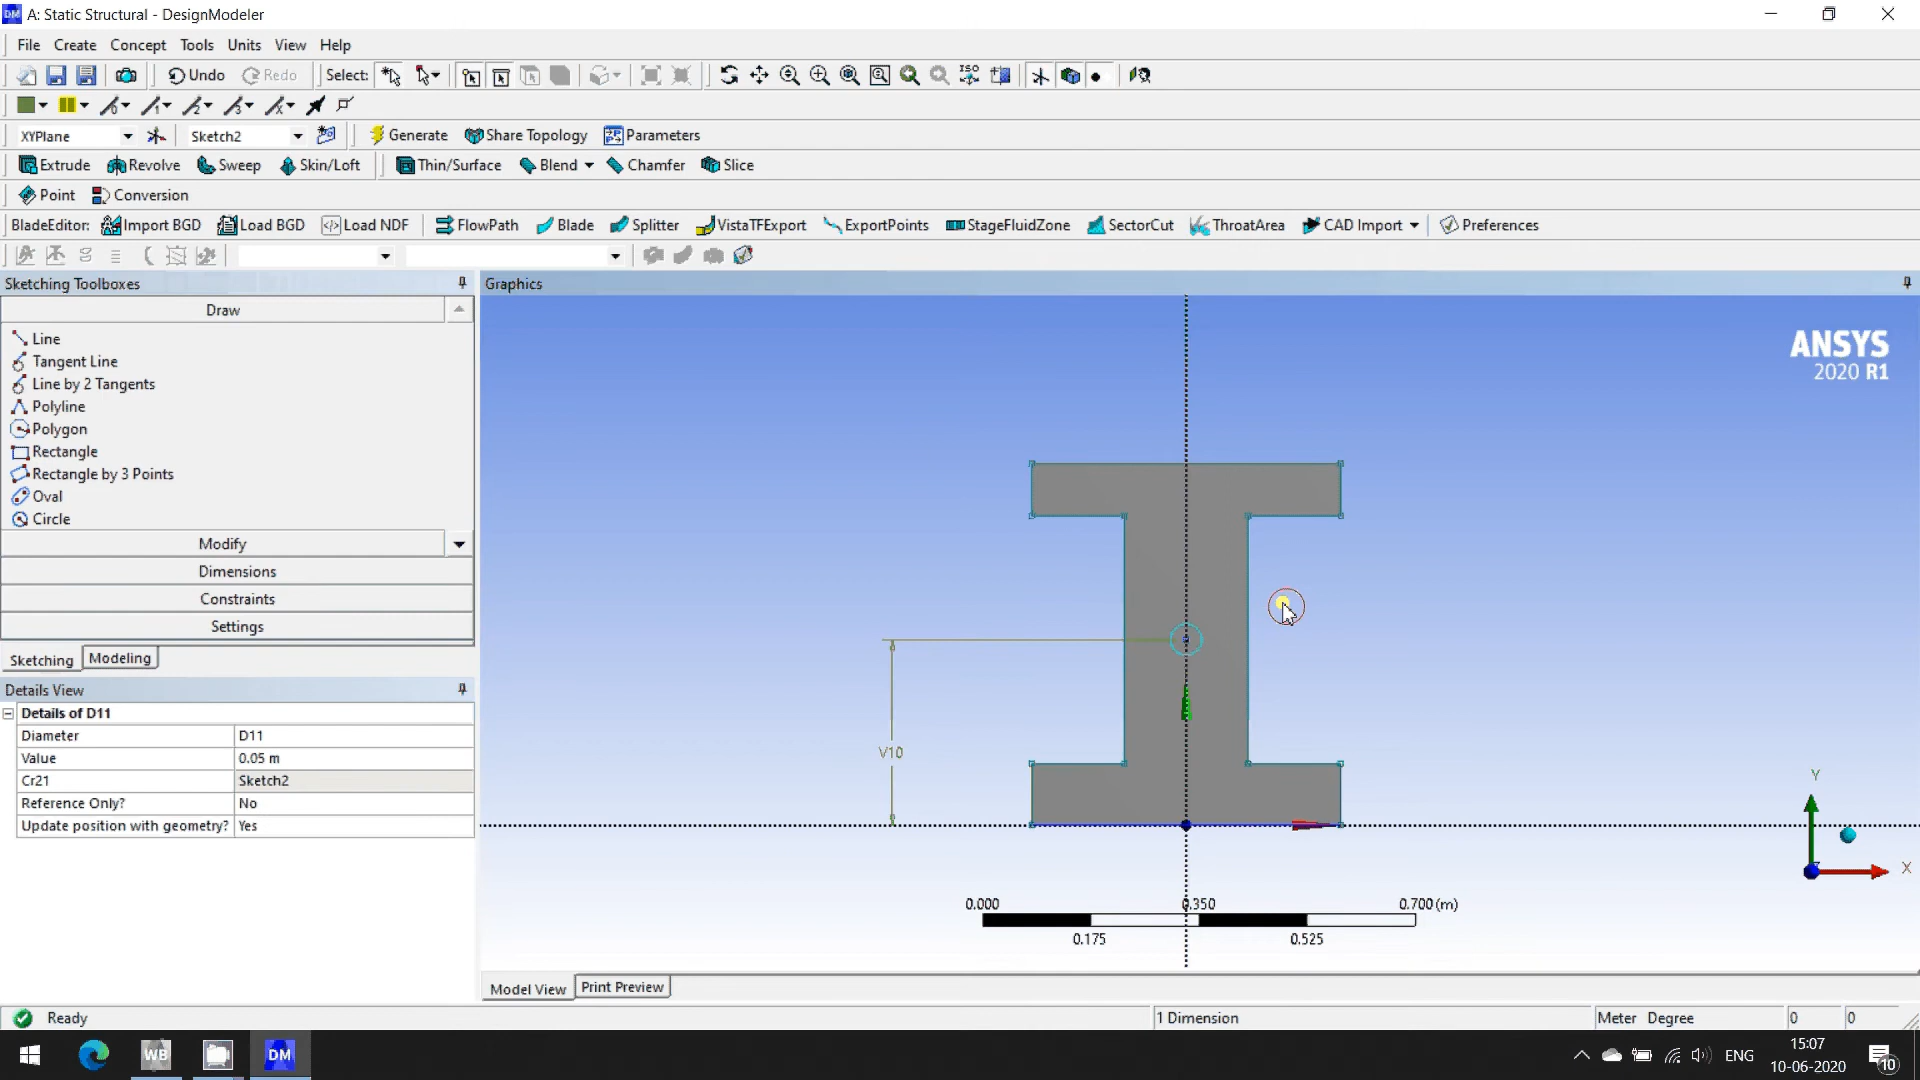 A: Static Structural - DesignModeler
File Create Concept Tools Units View Help
Undo Redo Select: ISO
XYPlane Sketch2 Generate Share Topology Parameters
Extrude Revolve Sweep Skin/Loft Thin/Surface Blend Chamfer Slice
Point Conversion
BladeEditor: Import BGD Load BGD Load NDF FlowPath Blade Splitter VistaTFExport ExportPoints StageFluidZone SectorCut ThroatArea CAD Import Preferences
Sketching Toolboxes
Graphics
Draw
Line
Tangent Line
Line by 2 Tangents
Polyline
Polygon
Rectangle
Rectangle by 3 Points
Oval
Circle
Modify
Dimensions
Constraints
Settings
Sketching Modeling
Details View
Details of D11
Diameter D11
Value 0.05 m
Cr21 Sketch2
Reference Only? No
Update position with geometry? Yes
ANSYS
2020 R1
V10
Y
X
0.000 0.350 0.700 (m)
0.175 0.525
Model View Print Preview
Ready 1 Dimension Meter Degree 0 0
WB DM ENG 15:07
10-06-2020
10